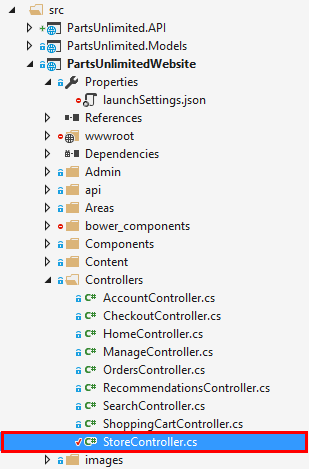 src
PartsUnlimited.API
PartsUnlimited.Models
PartsUnlimitedWebsite
Properties
launchSettings.json
References
wwwroot
Dependencies
Admin
api
Areas
bower_components
Components
Content
Controllers
C# AccountController.cs
C# CheckoutController.cs
C# HomeController.cs
C# ManageController.cs
C# OrdersController.cs
C# RecommendationsController.cs
C# SearchController.cs
C# ShoppingCartController.cs
C# StoreController.cs
images